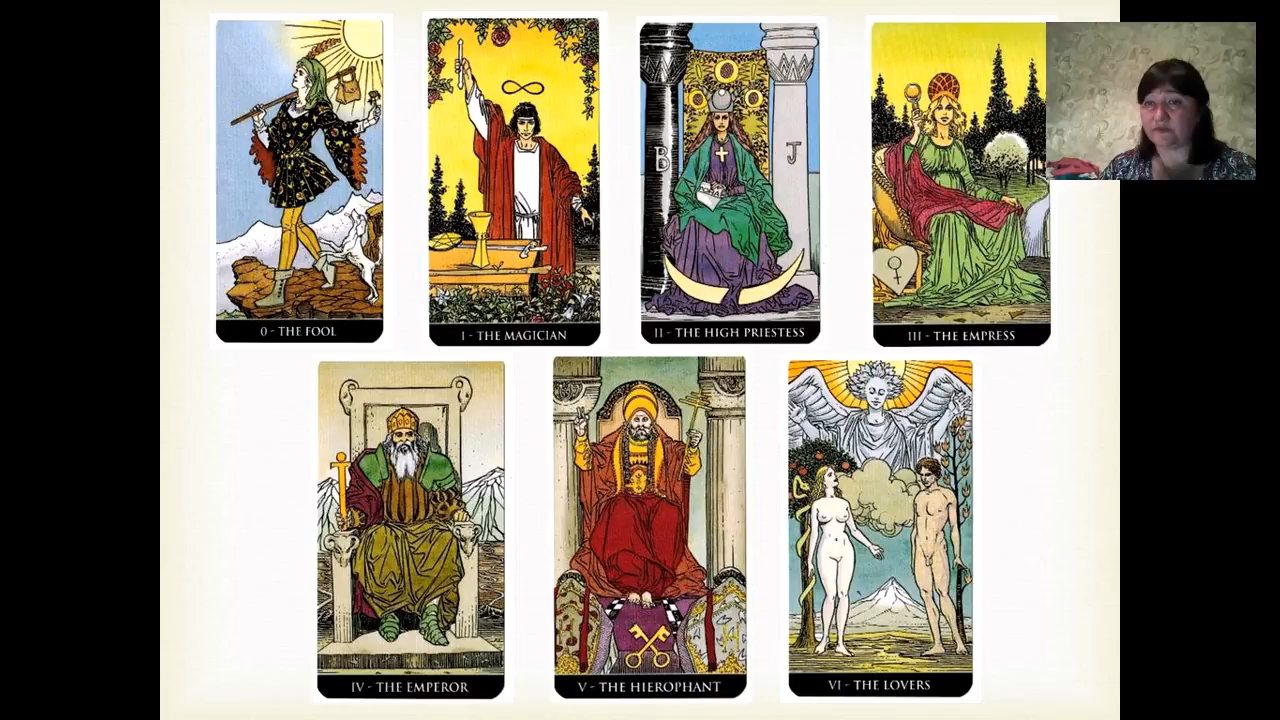 B
J
0 - THE FOOL
I - THE MAGICIAN
II - THE HIGH PRIESTESS
III - THE EMPRESS
IV - THE EMPEROR
V - THE HIEROPHANT
VI - THE LOVERS